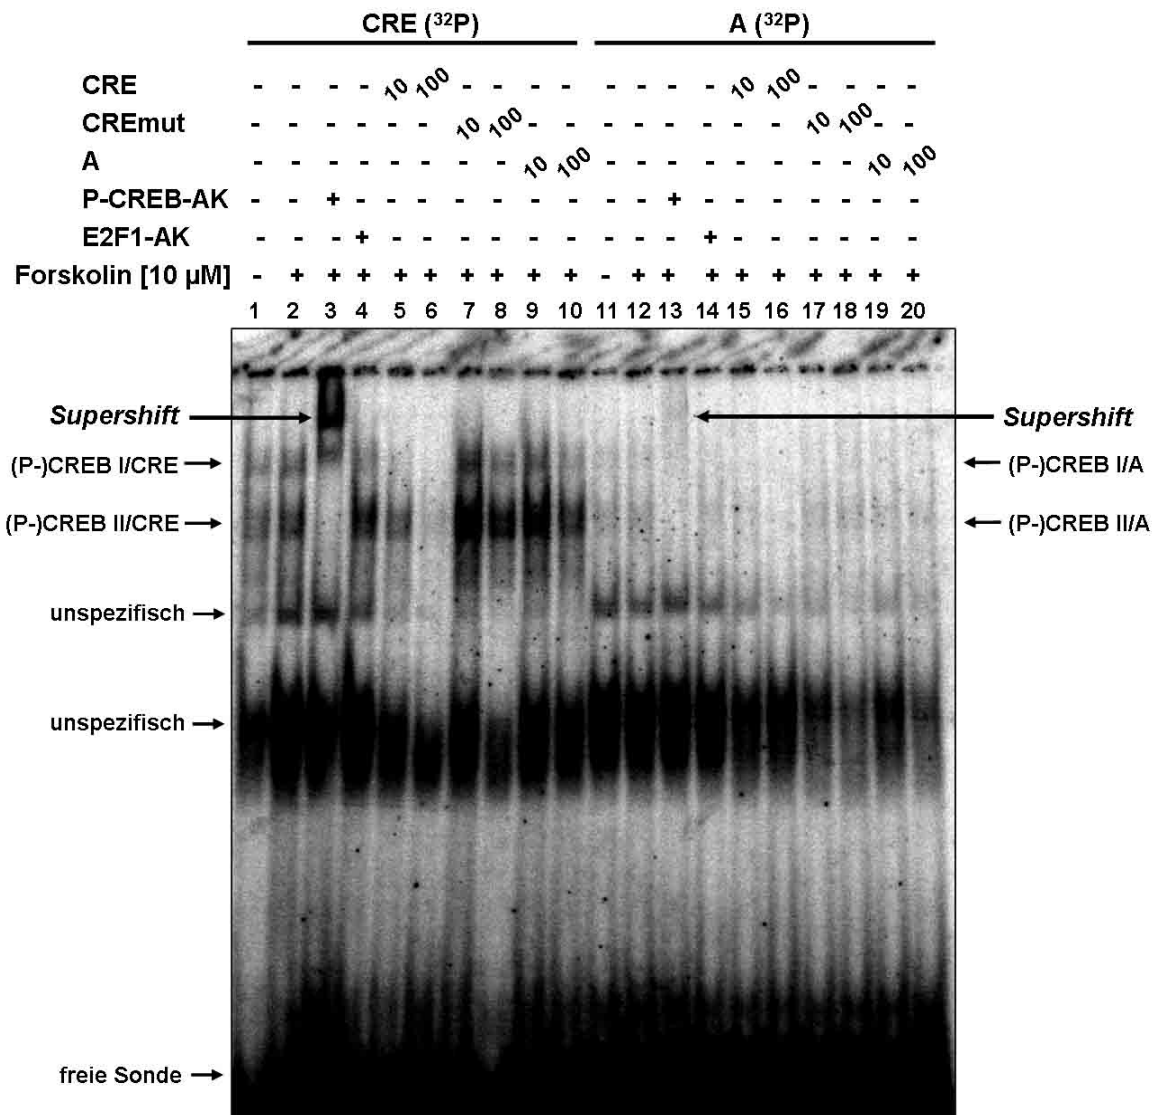 CRE (³²P) A (³²P)
CRE - - - - 10 100 - - - - - - - - 10 100 - - - -
CREmut - - - - - - 10 100 - - - - - - - - 10 100 - -
A - - - - - - - - 10 100 - - - - - - - - 10 100
P-CREB-AK - - + - - - - - - - - - + - - - - - - -
E2F1-AK - - - + - - - - - - - - - + - - - - - -
Forskolin [10 µM] - + + + + + + + + + - + + + + + + + + +
1 2 3 4 5 6 7 8 9 10 11 12 13 14 15 16 17 18 19 20
Supershift Supershift
(P-)CREB I/CRE (P-)CREB I/A
(P-)CREB II/CRE (P-)CREB II/A
unspezifisch
unspezifisch
freie Sonde